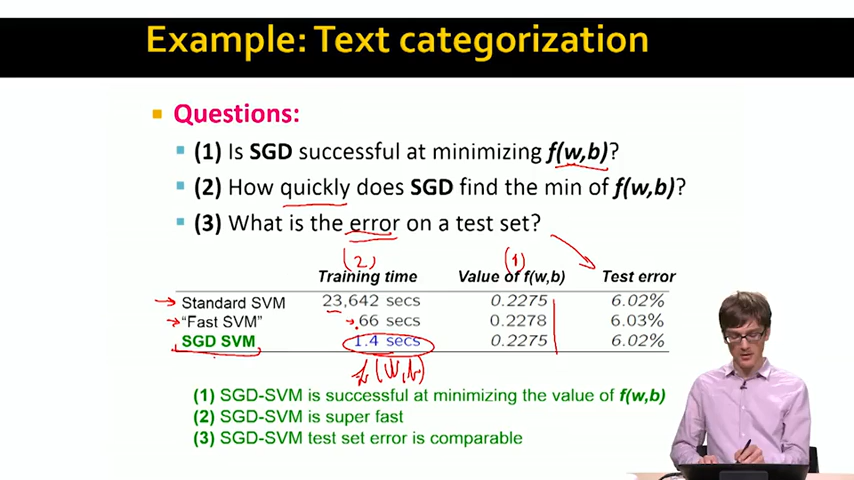 Example: Text categorization
Questions:
(1) Is SGD successful at minimizing f(w,b)?
(2) How quickly does SGD find the min of f(w,b)?
(3) What is the error on a test set?
(2) (1)
Training time Value of f(w,b) Test error
Standard SVM 23,642 secs 0.2275 6.02%
"Fast SVM" 66 secs 0.2278 6.03%
SGD SVM 1.4 secs 0.2275 6.02%
f(w,b)
(1) SGD-SVM is successful at minimizing the value of f(w,b)
(2) SGD-SVM is super fast
(3) SGD-SVM test set error is comparable